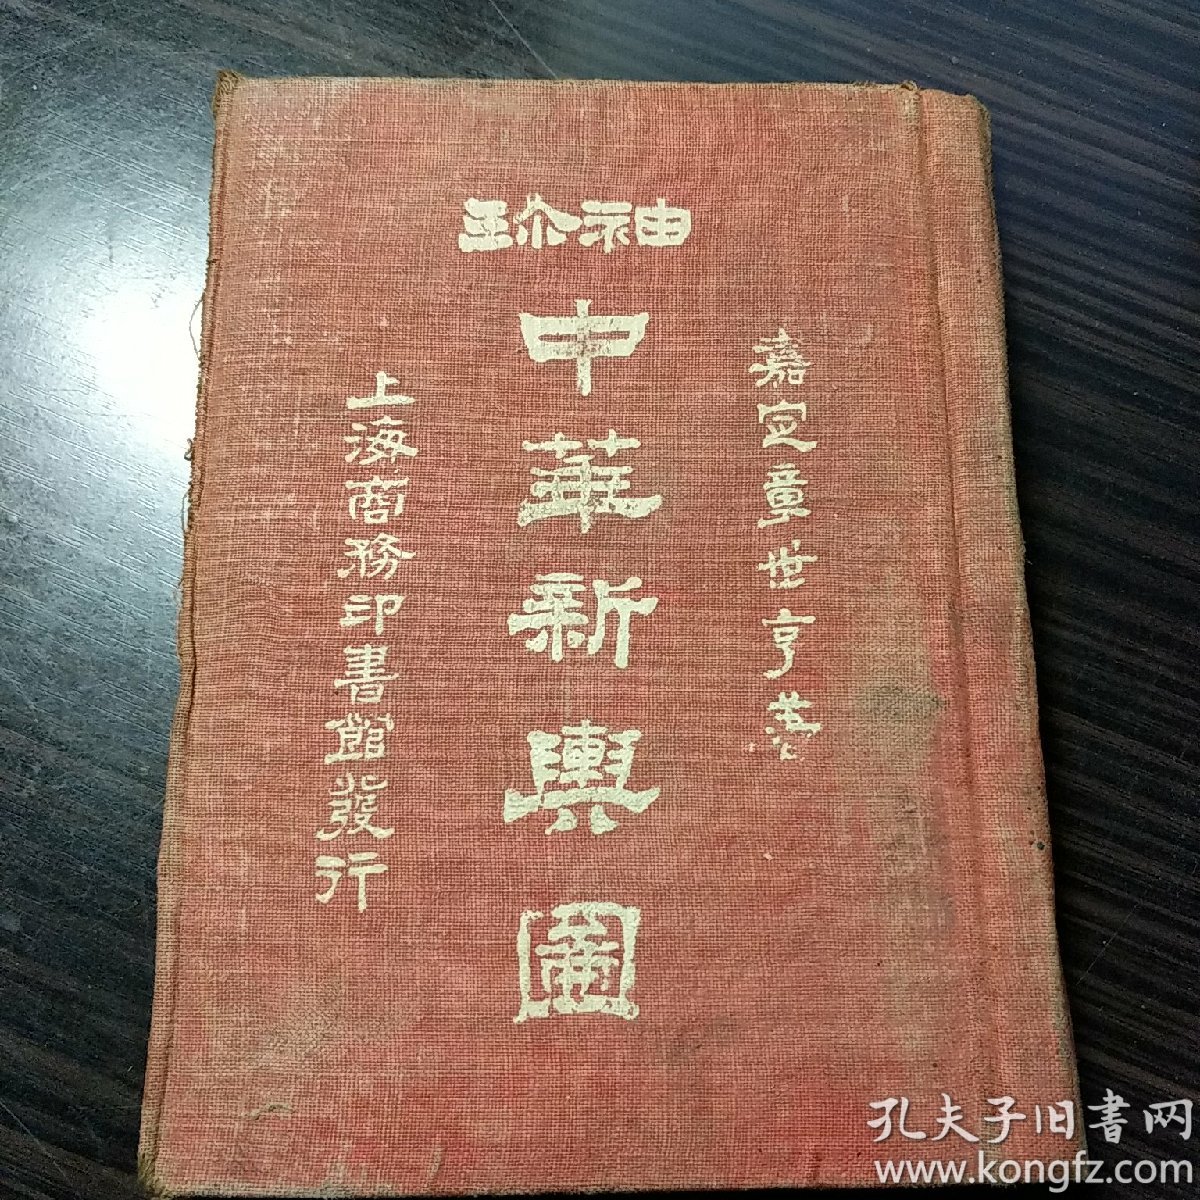 袖珍
嘉定童世亨著
中華新輿圖
上海商務印書館發行
孔夫子旧書网
www.kongfz.com